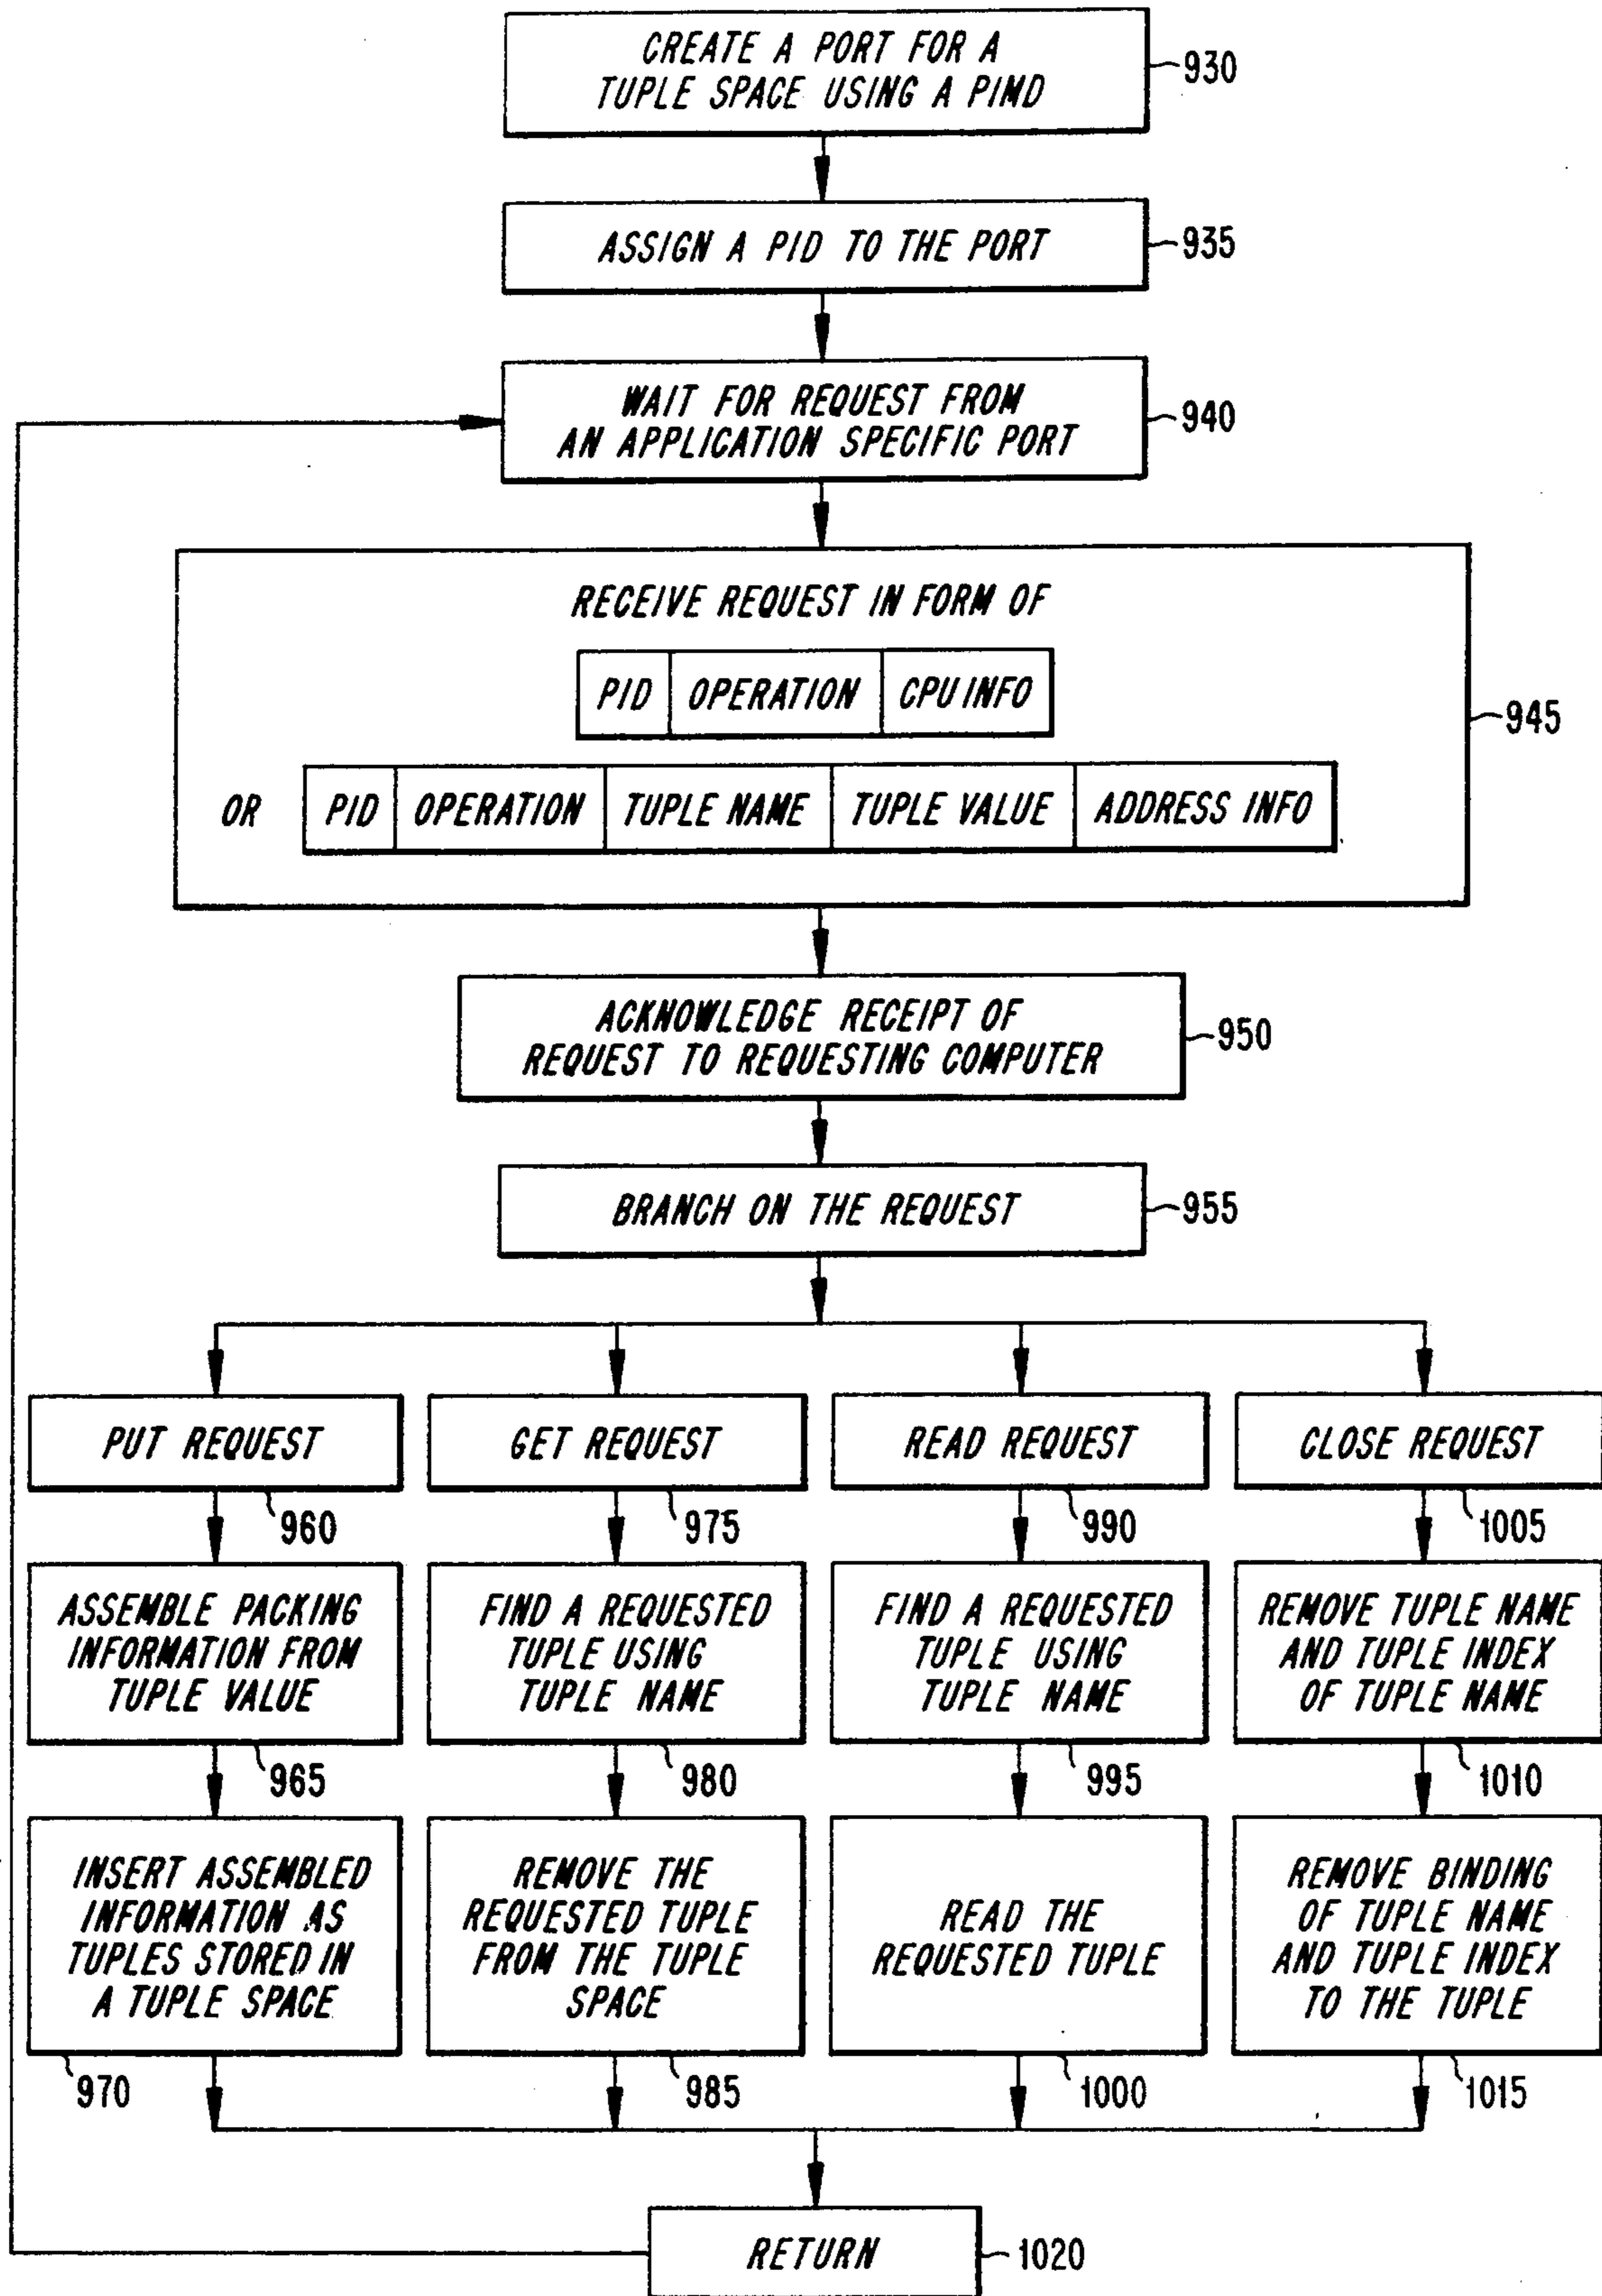 CREATE A PORT FOR A
TUPLE SPACE USING A PIMD
930
ASSIGN A PID TO THE PORT
935
WAIT FOR REQUEST FROM
AN APPLICATION SPECIFIC PORT
940
RECEIVE REQUEST IN FORM OF
PID OPERATION CPU INFO
945
OR PID OPERATION TUPLE NAME TUPLE VALUE ADDRESS INFO
ACKNOWLEDGE RECEIPT OF
REQUEST TO REQUESTING COMPUTER
950
BRANCH ON THE REQUEST
955
PUT REQUEST
960
ASSEMBLE PACKING
INFORMATION FROM
TUPLE VALUE
965
INSERT ASSEMBLED
INFORMATION AS
TUPLES STORED IN
A TUPLE SPACE
970
GET REQUEST
975
FIND A REQUESTED
TUPLE USING
TUPLE NAME
980
REMOVE THE
REQUESTED TUPLE
FROM THE TUPLE
SPACE
985
READ REQUEST
990
FIND A REQUESTED
TUPLE USING
TUPLE NAME
995
READ THE
REQUESTED TUPLE
1000
CLOSE REQUEST
1005
REMOVE TUPLE NAME
AND TUPLE INDEX
OF TUPLE NAME
1010
REMOVE BINDING
OF TUPLE NAME
AND TUPLE INDEX
TO THE TUPLE
1015
RETURN
1020